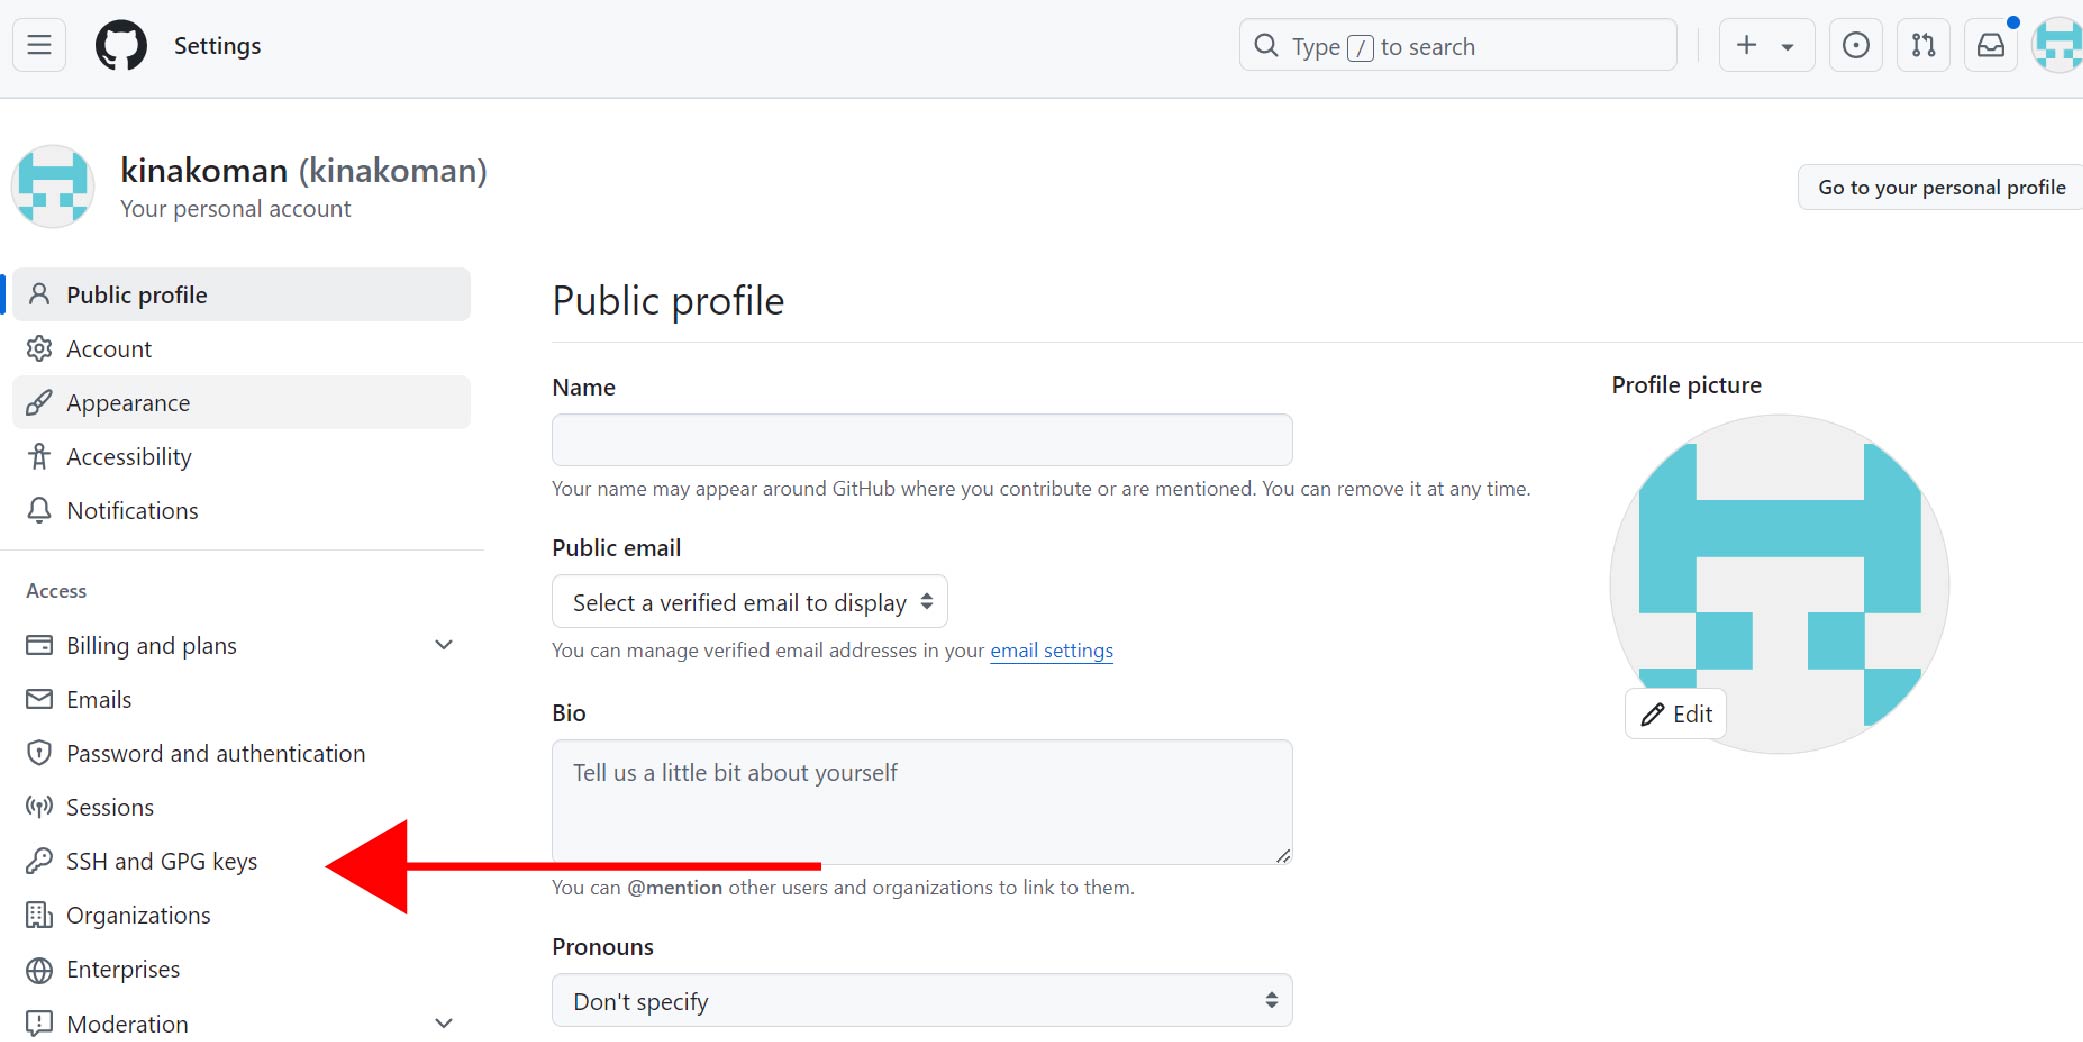 Settings
Type / to search
kinakoman (kinakoman)
Your personal account
Go to your personal profile
Public profile
Account
Appearance
Accessibility
Notifications
Access
Billing and plans
Emails
Password and authentication
Sessions
SSH and GPG keys
Organizations
Enterprises
Moderation
Public profile
Name
Your name may appear around GitHub where you contribute or are mentioned. You can remove it at any time.
Public email
Select a verified email to display
You can manage verified email addresses in your email settings
Bio
Tell us a little bit about yourself
You can @mention other users and organizations to link to them.
Pronouns
Don't specify
Profile picture
Edit